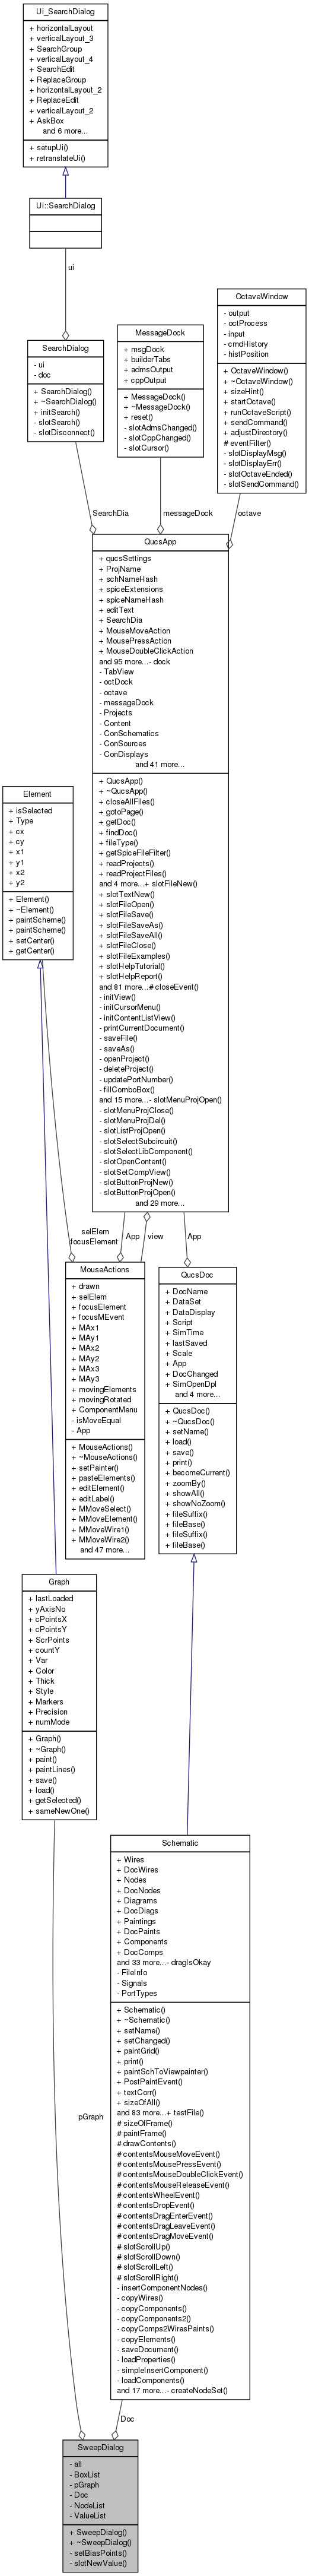 Ui_SearchDialog
+ horizontalLayout
+ verticalLayout_3
+ SearchGroup
+ verticalLayout_4
+ SearchEdit
+ ReplaceGroup
+ horizontalLayout_2
+ ReplaceEdit
+ verticalLayout_2
+ AskBox
and 6 more...
+ setupUi()
+ retranslateUi()
Ui::SearchDialog
ui
SearchDialog
- ui
- doc
+ SearchDialog()
+ ~SearchDialog()
+ initSearch()
- slotSearch()
- slotDisconnect()
MessageDock
+ msgDock
+ builderTabs
+ admsOutput
+ cppOutput
+ MessageDock()
+ ~MessageDock()
+ reset()
- slotAdmsChanged()
- slotCppChanged()
- slotCursor()
OctaveWindow
- output
- octProcess
- input
- cmdHistory
- histPosition
+ OctaveWindow()
+ ~OctaveWindow()
+ sizeHint()
+ startOctave()
+ runOctaveScript()
+ sendCommand()
+ adjustDirectory()
# eventFilter()
- slotDisplayMsg()
- slotDisplayErr()
- slotOctaveEnded()
- slotSendCommand()
SearchDia
messageDock
octave
QucsApp
+ qucsSettings
+ ProjName
+ schNameHash
+ spiceExtensions
+ spiceNameHash
+ editText
+ SearchDia
+ MouseMoveAction
+ MousePressAction
+ MouseDoubleClickAction
and 95 more...- dock
- TabView
- octDock
- octave
- messageDock
- Projects
- Content
- ConSchematics
- ConSources
- ConDisplays
and 41 more...
+ QucsApp()
+ ~QucsApp()
+ closeAllFiles()
+ gotoPage()
+ getDoc()
+ findDoc()
+ fileType()
+ getSpiceFileFilter()
+ readProjects()
+ readProjectFiles()
and 4 more...+ slotFileNew()
+ slotTextNew()
+ slotFileOpen()
+ slotFileSave()
+ slotFileSaveAs()
+ slotFileSaveAll()
+ slotFileClose()
+ slotFileExamples()
+ slotHelpTutorial()
+ slotHelpReport()
and 81 more...# closeEvent()
- initView()
- initCursorMenu()
- initContentListView()
- printCurrentDocument()
- saveFile()
- saveAs()
- openProject()
- deleteProject()
- updatePortNumber()
- fillComboBox()
and 15 more...- slotMenuProjOpen()
- slotMenuProjClose()
- slotMenuProjDel()
- slotListProjOpen()
- slotSelectSubcircuit()
- slotSelectLibComponent()
- slotOpenContent()
- slotSetCompView()
- slotButtonProjNew()
- slotButtonProjOpen()
and 29 more...
Element
+ isSelected
+ Type
+ cx
+ cy
+ x1
+ y1
+ x2
+ y2
+ Element()
+ ~Element()
+ paintScheme()
+ paintScheme()
+ setCenter()
+ getCenter()
selElem
focusElement
App
view
App
MouseActions
+ drawn
+ selElem
+ focusElement
+ focusMEvent
+ MAx1
+ MAy1
+ MAx2
+ MAy2
+ MAx3
+ MAy3
+ movingElements
+ movingRotated
+ ComponentMenu
- isMoveEqual
- App
+ MouseActions()
+ ~MouseActions()
+ setPainter()
+ pasteElements()
+ editElement()
+ editLabel()
+ MMoveSelect()
+ MMoveElement()
+ MMoveWire1()
+ MMoveWire2()
and 47 more...
QucsDoc
+ DocName
+ DataSet
+ DataDisplay
+ Script
+ SimTime
+ lastSaved
+ Scale
+ App
+ DocChanged
+ SimOpenDpl
and 4 more...
+ QucsDoc()
+ ~QucsDoc()
+ setName()
+ load()
+ save()
+ print()
+ becomeCurrent()
+ zoomBy()
+ showAll()
+ showNoZoom()
+ fileSuffix()
+ fileBase()
+ fileSuffix()
+ fileBase()
Graph
+ lastLoaded
+ yAxisNo
+ cPointsX
+ cPointsY
+ ScrPoints
+ countY
+ Var
+ Color
+ Thick
+ Style
+ Markers
+ Precision
+ numMode
+ Graph()
+ ~Graph()
+ paint()
+ paintLines()
+ save()
+ load()
+ getSelected()
+ sameNewOne()
Schematic
+ Wires
+ DocWires
+ Nodes
+ DocNodes
+ Diagrams
+ DocDiags
+ Paintings
+ DocPaints
+ Components
+ DocComps
and 33 more...- dragIsOkay
- FileInfo
- Signals
- PortTypes
+ Schematic()
+ ~Schematic()
+ setName()
+ setChanged()
+ paintGrid()
+ print()
+ paintSchToViewpainter()
+ PostPaintEvent()
+ textCorr()
+ sizeOfAll()
and 83 more...+ testFile()
# sizeOfFrame()
# paintFrame()
# drawContents()
# contentsMouseMoveEvent()
# contentsMousePressEvent()
# contentsMouseDoubleClickEvent()
# contentsMouseReleaseEvent()
# contentsWheelEvent()
# contentsDropEvent()
# contentsDragEnterEvent()
# contentsDragLeaveEvent()
# contentsDragMoveEvent()
# slotScrollUp()
# slotScrollDown()
# slotScrollLeft()
# slotScrollRight()
- insertComponentNodes()
- copyWires()
- copyComponents()
- copyComponents2()
- copyComps2WiresPaints()
- copyElements()
- saveDocument()
- loadProperties()
- simpleInsertComponent()
- loadComponents()
and 17 more...- createNodeSet()
pGraph
Doc
SweepDialog
- all
- BoxList
- pGraph
- Doc
- NodeList
- ValueList
+ SweepDialog()
+ ~SweepDialog()
- setBiasPoints()
- slotNewValue()